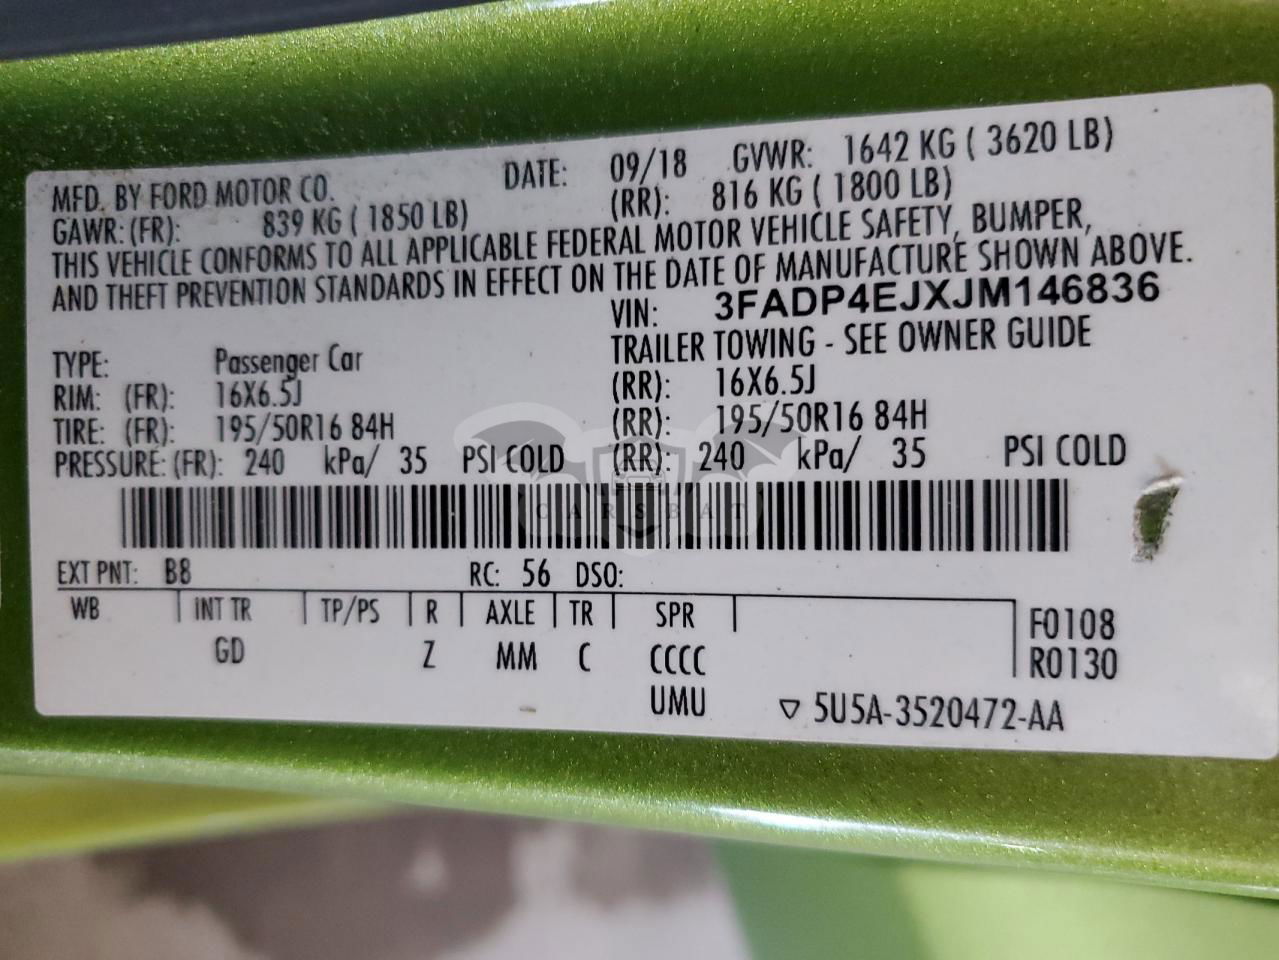 MFD. BY FORD MOTOR CO. DATE: 09/18 GVWR: 1642 KG ( 3620 LB)
GAWR: (FR): 839 KG ( 1850 LB) (RR): 816 KG ( 1800 LB)
THIS VEHICLE CONFORMS TO ALL APPLICABLE FEDERAL MOTOR VEHICLE SAFETY, BUMPER,
AND THEFT PREVENTION STANDARDS IN EFFECT ON THE DATE OF MANUFACTURE SHOWN ABOVE.
VIN: 3FADP4EJXJM146836
TRAILER TOWING - SEE OWNER GUIDE
TYPE: Passenger Car
RIM: (FR): 16X6.5J (RR): 16X6.5J
TIRE: (FR): 195/50R16 84H (RR): 195/50R16 84H
PRESSURE: (FR): 240 kPa/ 35 PSI COLD (RR): 240 kPa/ 35 PSI COLD
CARSBAT
EXT PNT: B8 RC: 56 DSO:
WB INT TR TP/PS R AXLE TR SPR F0108
GD Z MM C CCCC R0130
UMU ▽ 5U5A-3520472-AA